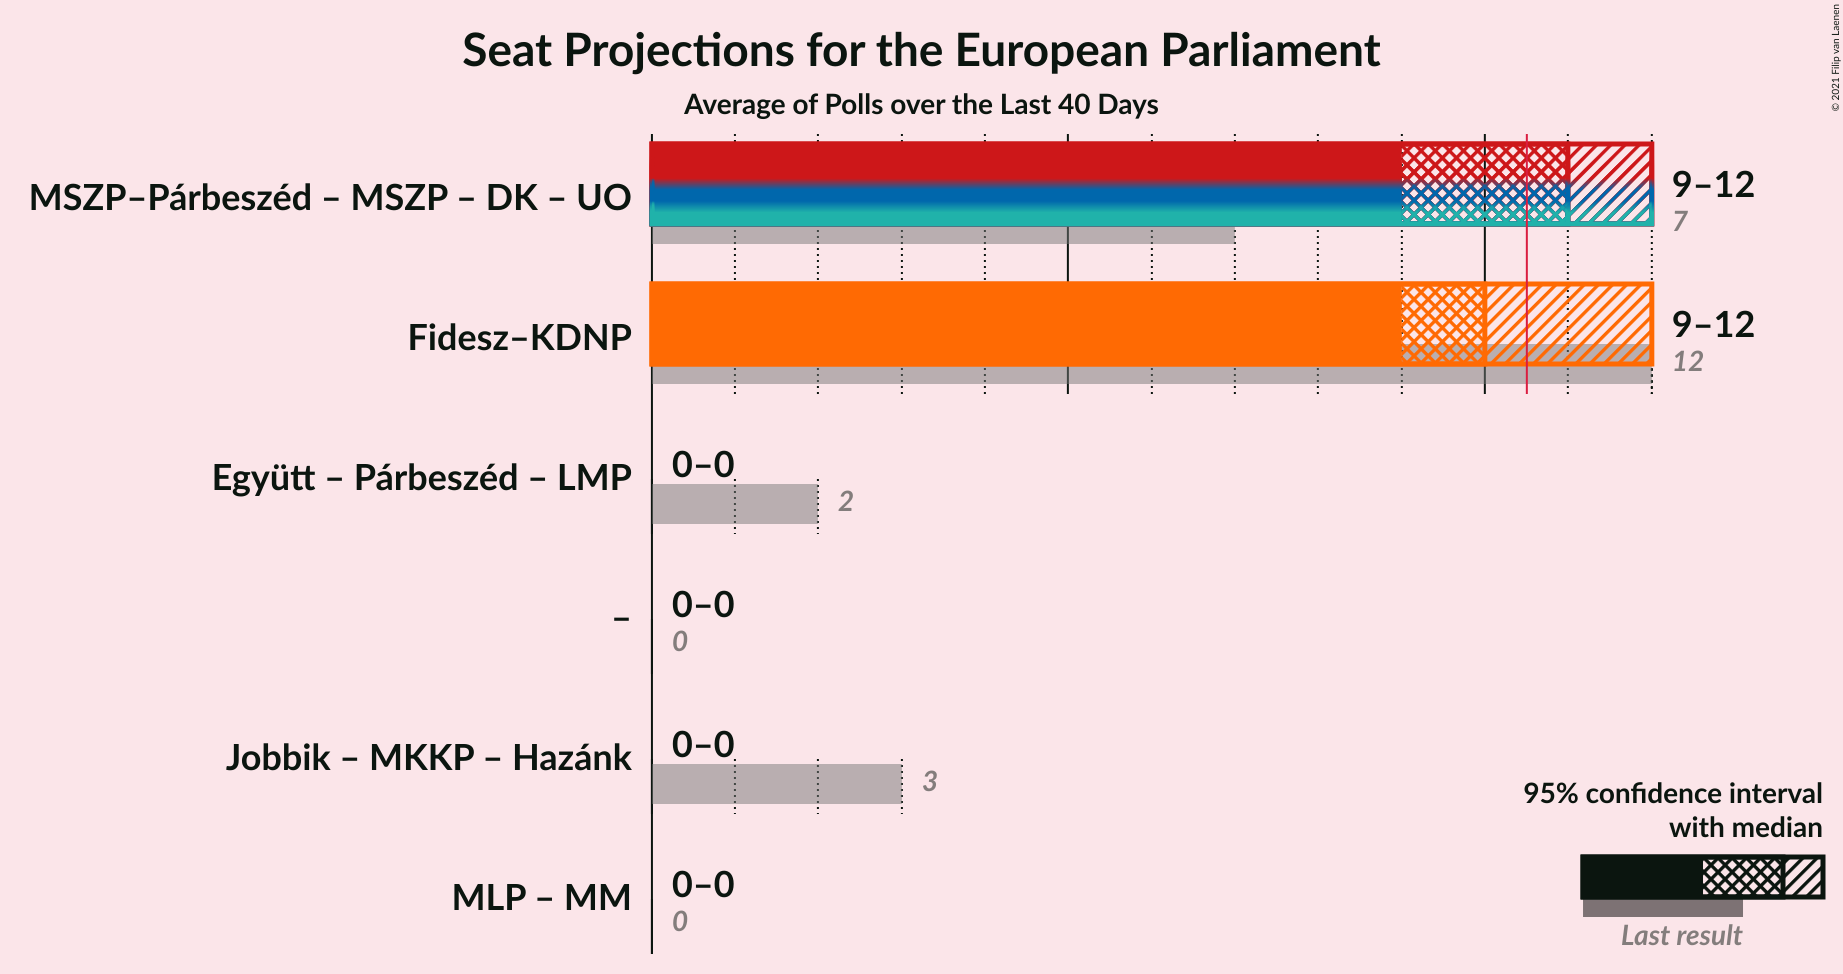 Seat Projections for the European Parliament
Average of Polls over the Last 40 Days
© 2021 Filip van Laenen
MSZP–Párbeszéd – MSZP – DK – UO
9–12
7
Fidesz–KDNP
9–12
12
Együtt – Párbeszéd – LMP
0–0
2
–
0–0
0
Jobbik – MKKP – Hazánk
0–0
3
MLP – MM
0–0
0
95% confidence interval
with median
Last result